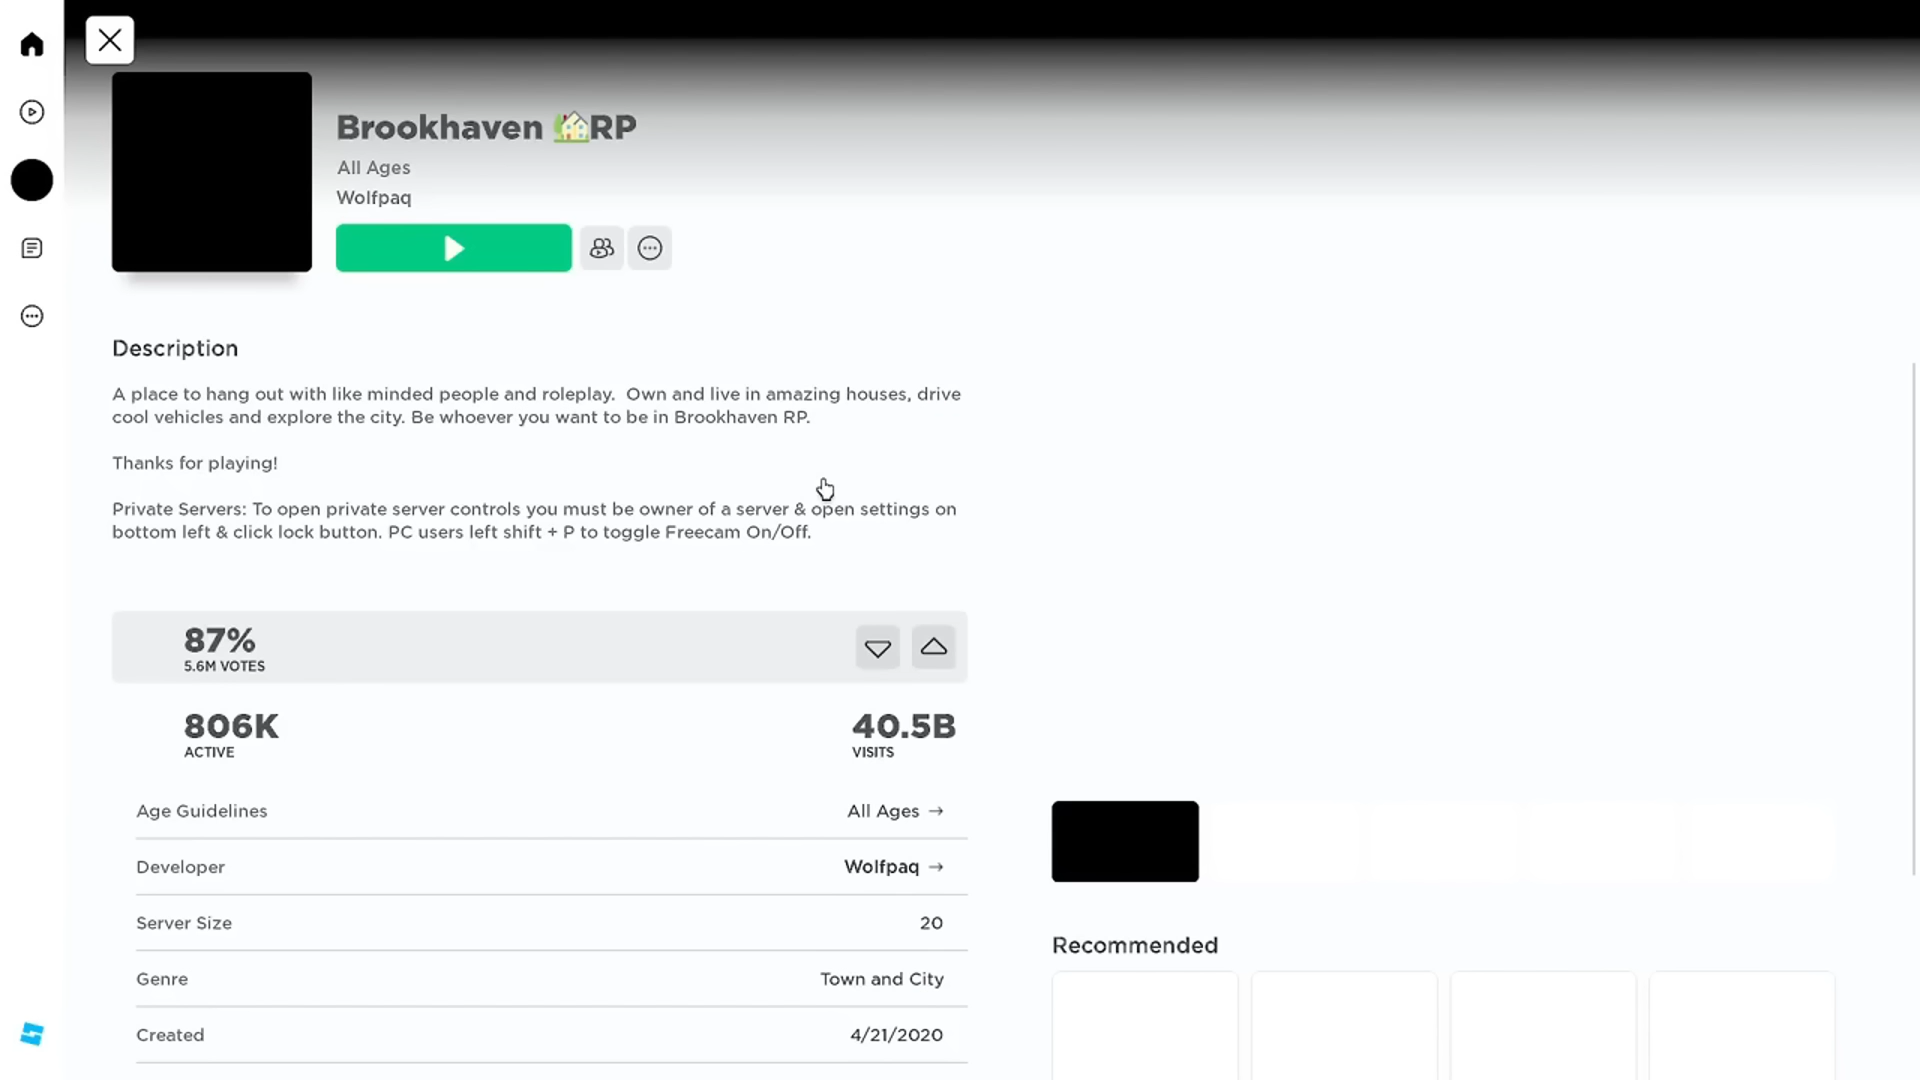 Brookhaven 🏡RP
All Ages
Wolfpaq
Description
A place to hang out with like minded people and roleplay.  Own and live in amazing houses, drive
cool vehicles and explore the city. Be whoever you want to be in Brookhaven RP.
Thanks for playing!
Private Servers: To open private server controls you must be owner of a server & open settings on
bottom left & click lock button. PC users left shift + P to toggle Freecam On/Off.
87%
5.6M VOTES
806K
ACTIVE
40.5B
VISITS
Age Guidelines All Ages →
Developer Wolfpaq →
Server Size 20
Genre Town and City
Created 4/21/2020
Recommended